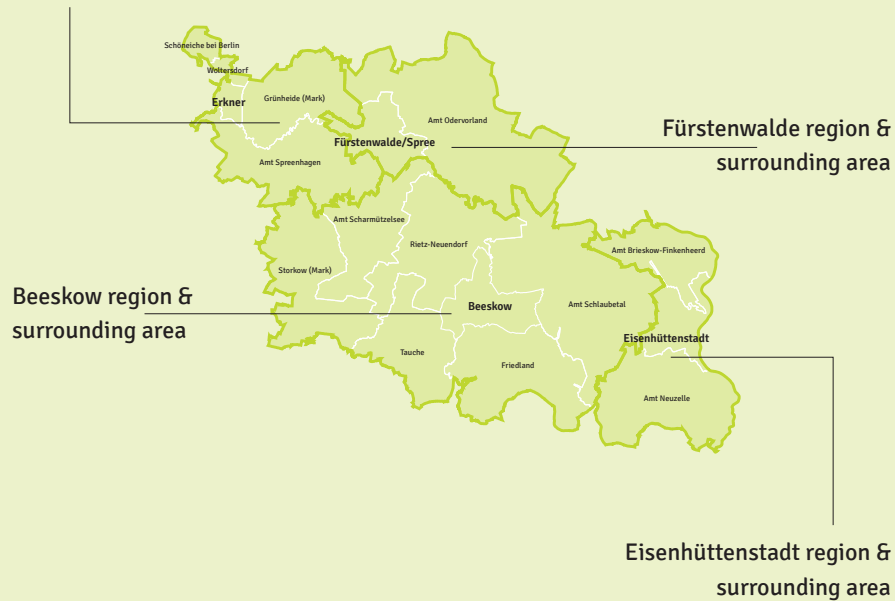 Schöneiche bei Berlin
Woltersdorf
Erkner
Grünheide (Mark)
Amt Odervorland
Fürstenwalde/Spree
Amt Spreenhagen
Fürstenwalde region &
surrounding area
Amt Scharmützelsee
Rietz-Neuendorf
Storkow (Mark)
Amt Brieskow-Finkenheerd
Beeskow region &
surrounding area
Beeskow
Amt Schlaubetal
Eisenhüttenstadt
Tauche
Friedland
Amt Neuzelle
Eisenhüttenstadt region &
surrounding area